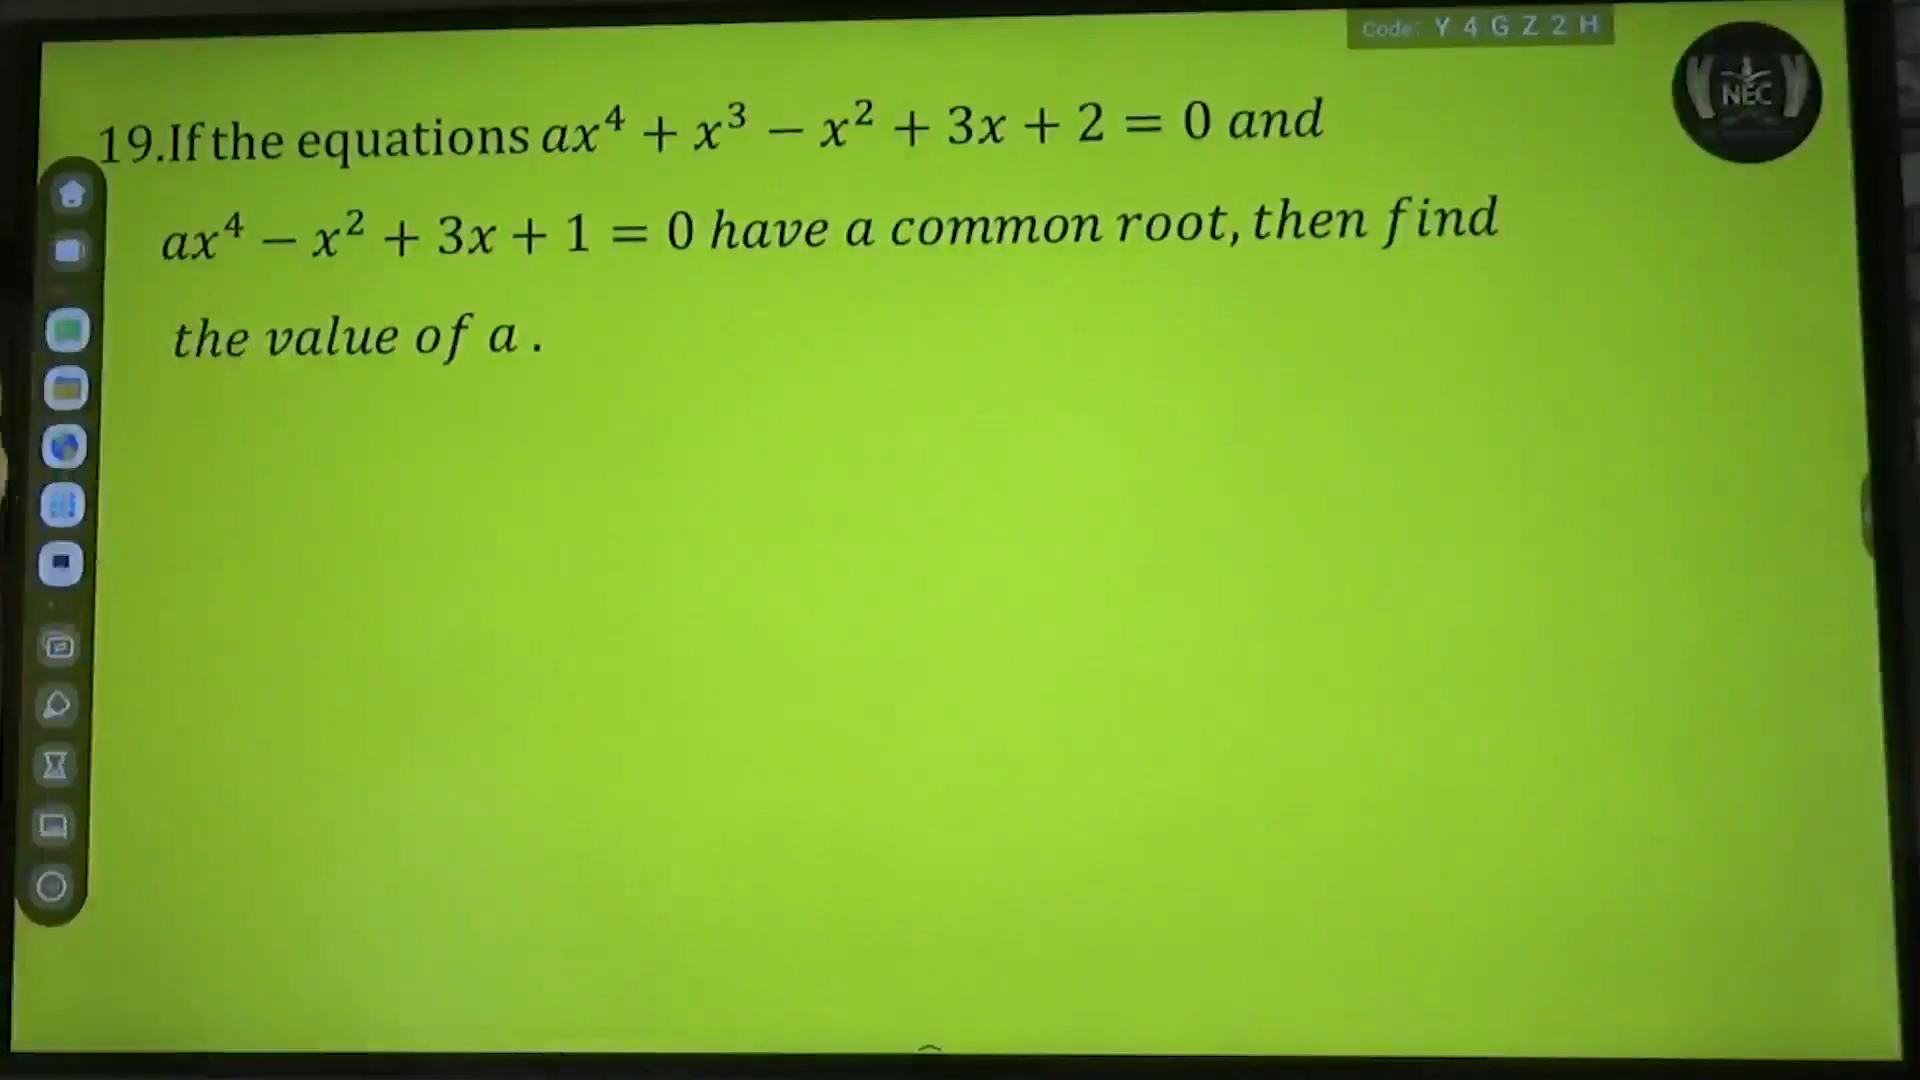 Code: Y 4 G Z 2 H
NEC
19.If the equations ax⁴ + x³ − x² + 3x + 2 = 0 and
ax⁴ − x² + 3x + 1 = 0 have a common root, then find
the value of a .